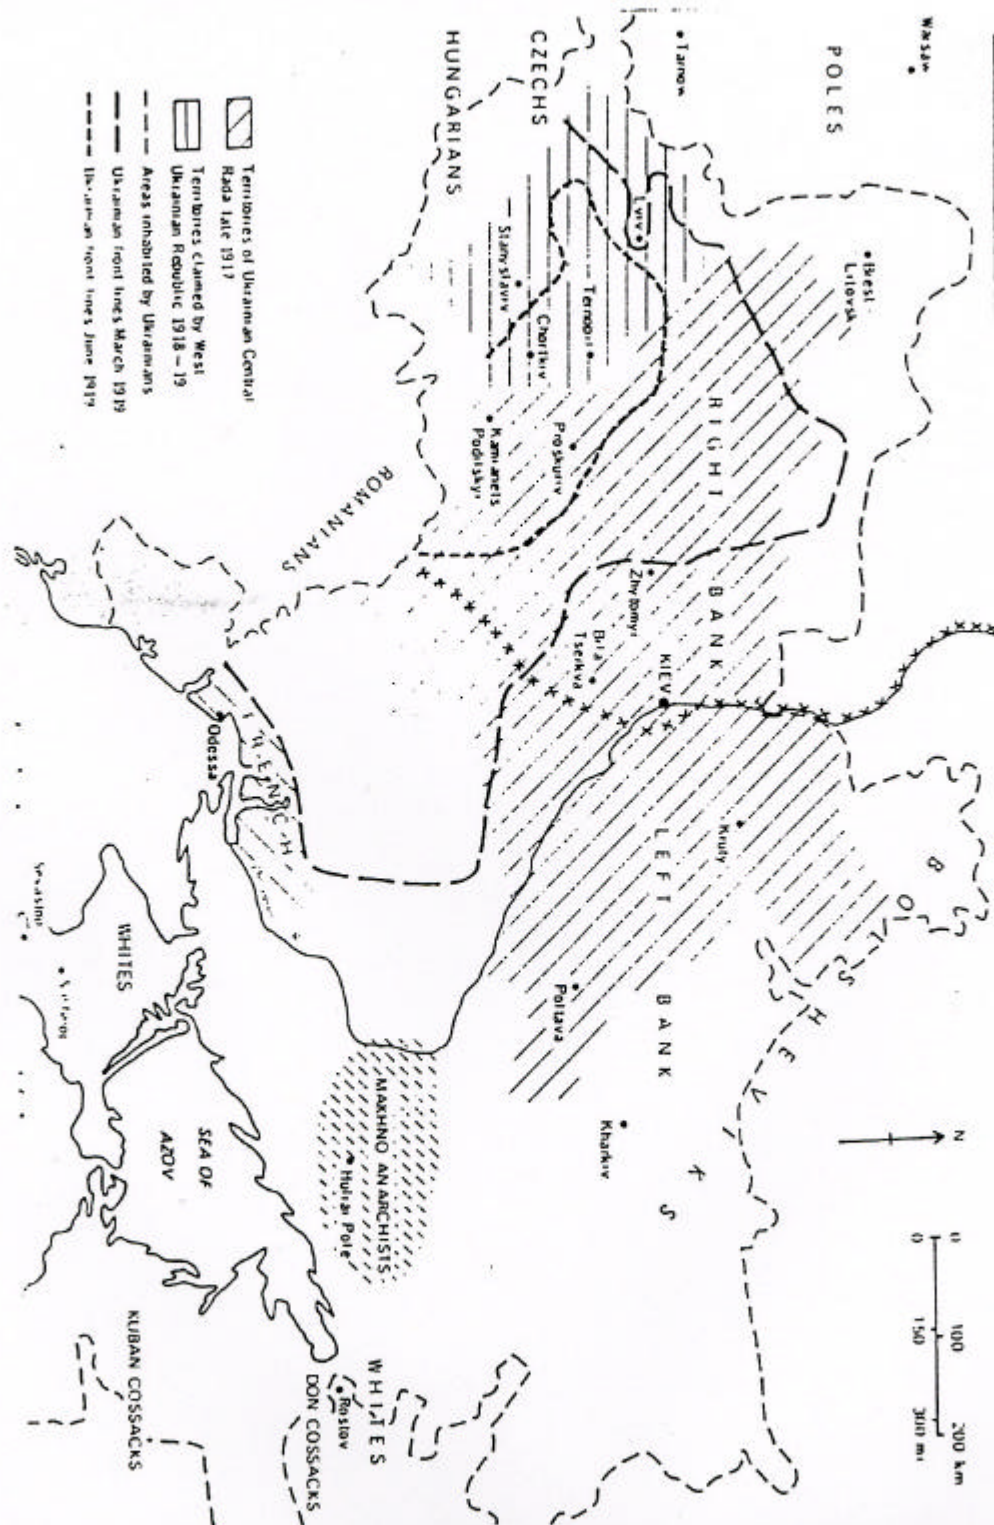 Warsaw
POLES
Tarnow
CZECHS
HUNGARIANS
Brest-
Litovsk
Lviv
Ternopil
Stanyslaviv
Chortkiv
RIGHT BANK
Proskuriv
Kamianets
Podilskyi
ROMANIANS
Zhytomyr
Bila
Tserkva
KIEV
Kruty
LEFT BANK
BOLSHEVIKS
Poltava
Kharkiv
FRENCH
Odessa
WHITES
SEA OF
AZOV
MAKHNO ANARCHISTS
Huliai Pole
WHITES
Rostov
DON COSSACKS
KUBAN COSSACKS
N
0 100 200 km
0 150 300 mi
Territories of Ukrainian Central
Rada late 1917
Territories claimed by West
Ukrainian Republic 1918–19
Areas inhabited by Ukrainians
Ukrainian front lines March 1919
Ukrainian front lines June 1919